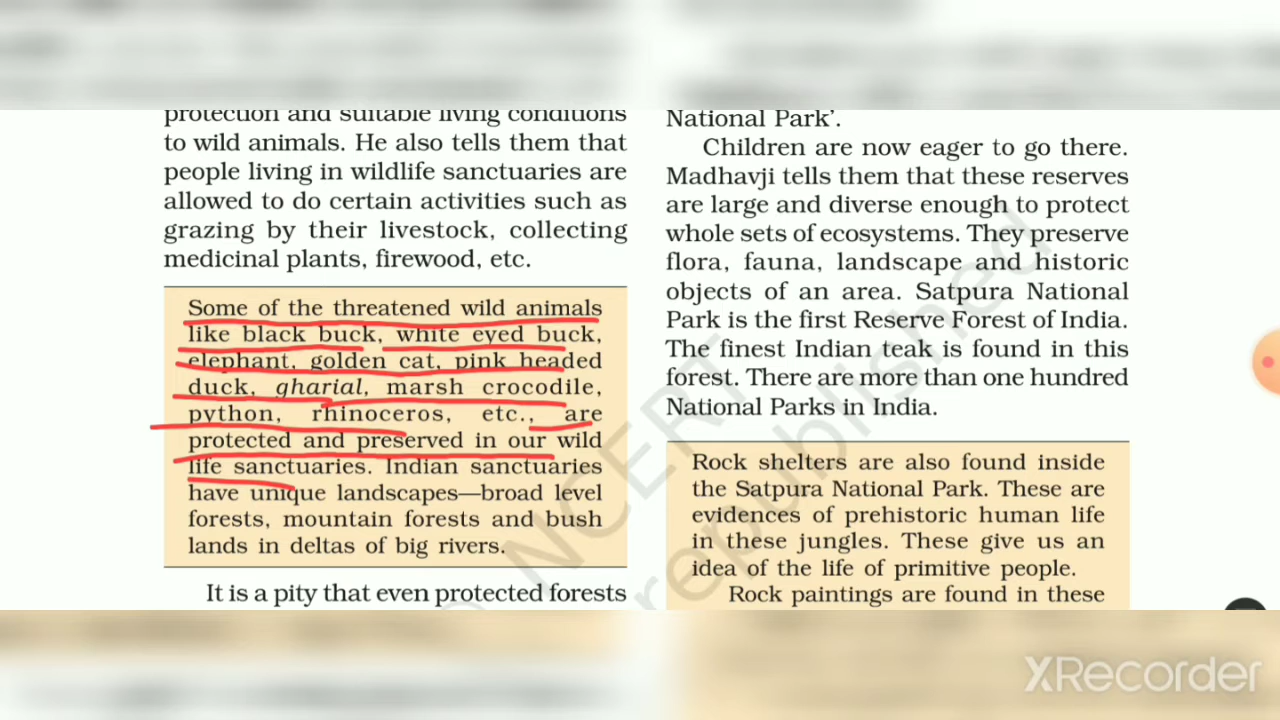 protection and suitable living conditions
to wild animals. He also tells them that
people living in wildlife sanctuaries are
allowed to do certain activities such as
grazing by their livestock, collecting
medicinal plants, firewood, etc.
Some of the threatened wild animals
like black buck, white eyed buck,
elephant, golden cat, pink headed
duck, gharial, marsh crocodile,
python, rhinoceros, etc., are
protected and preserved in our wild
life sanctuaries. Indian sanctuaries
have unique landscapes—broad level
forests, mountain forests and bush
lands in deltas of big rivers.
It is a pity that even protected forests
National Park’.
Children are now eager to go there.
Madhavji tells them that these reserves
are large and diverse enough to protect
whole sets of ecosystems. They preserve
flora, fauna, landscape and historic
objects of an area. Satpura National
Park is the first Reserve Forest of India.
The finest Indian teak is found in this
forest. There are more than one hundred
National Parks in India.
Rock shelters are also found inside
the Satpura National Park. These are
evidences of prehistoric human life
in these jungles. These give us an
idea of the life of primitive people.
Rock paintings are found in these
NCERT
republished
XRecorder